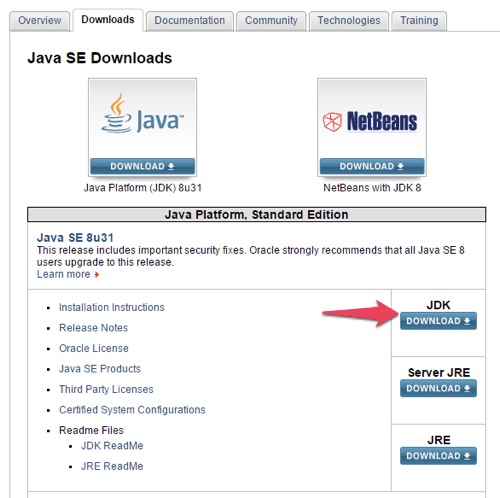 Overview
Downloads
Documentation
Community
Technologies
Training
Java SE Downloads
Java™
NetBeans
DOWNLOAD
DOWNLOAD
Java Platform (JDK) 8u31
NetBeans with JDK 8
Java Platform, Standard Edition
Java SE 8u31
This release includes important security fixes. Oracle strongly recommends that all Java SE 8
users upgrade to this release.
Learn more
Installation Instructions
Release Notes
Oracle License
Java SE Products
Third Party Licenses
Certified System Configurations
Readme Files
JDK ReadMe
JRE ReadMe
JDK
DOWNLOAD
Server JRE
DOWNLOAD
JRE
DOWNLOAD